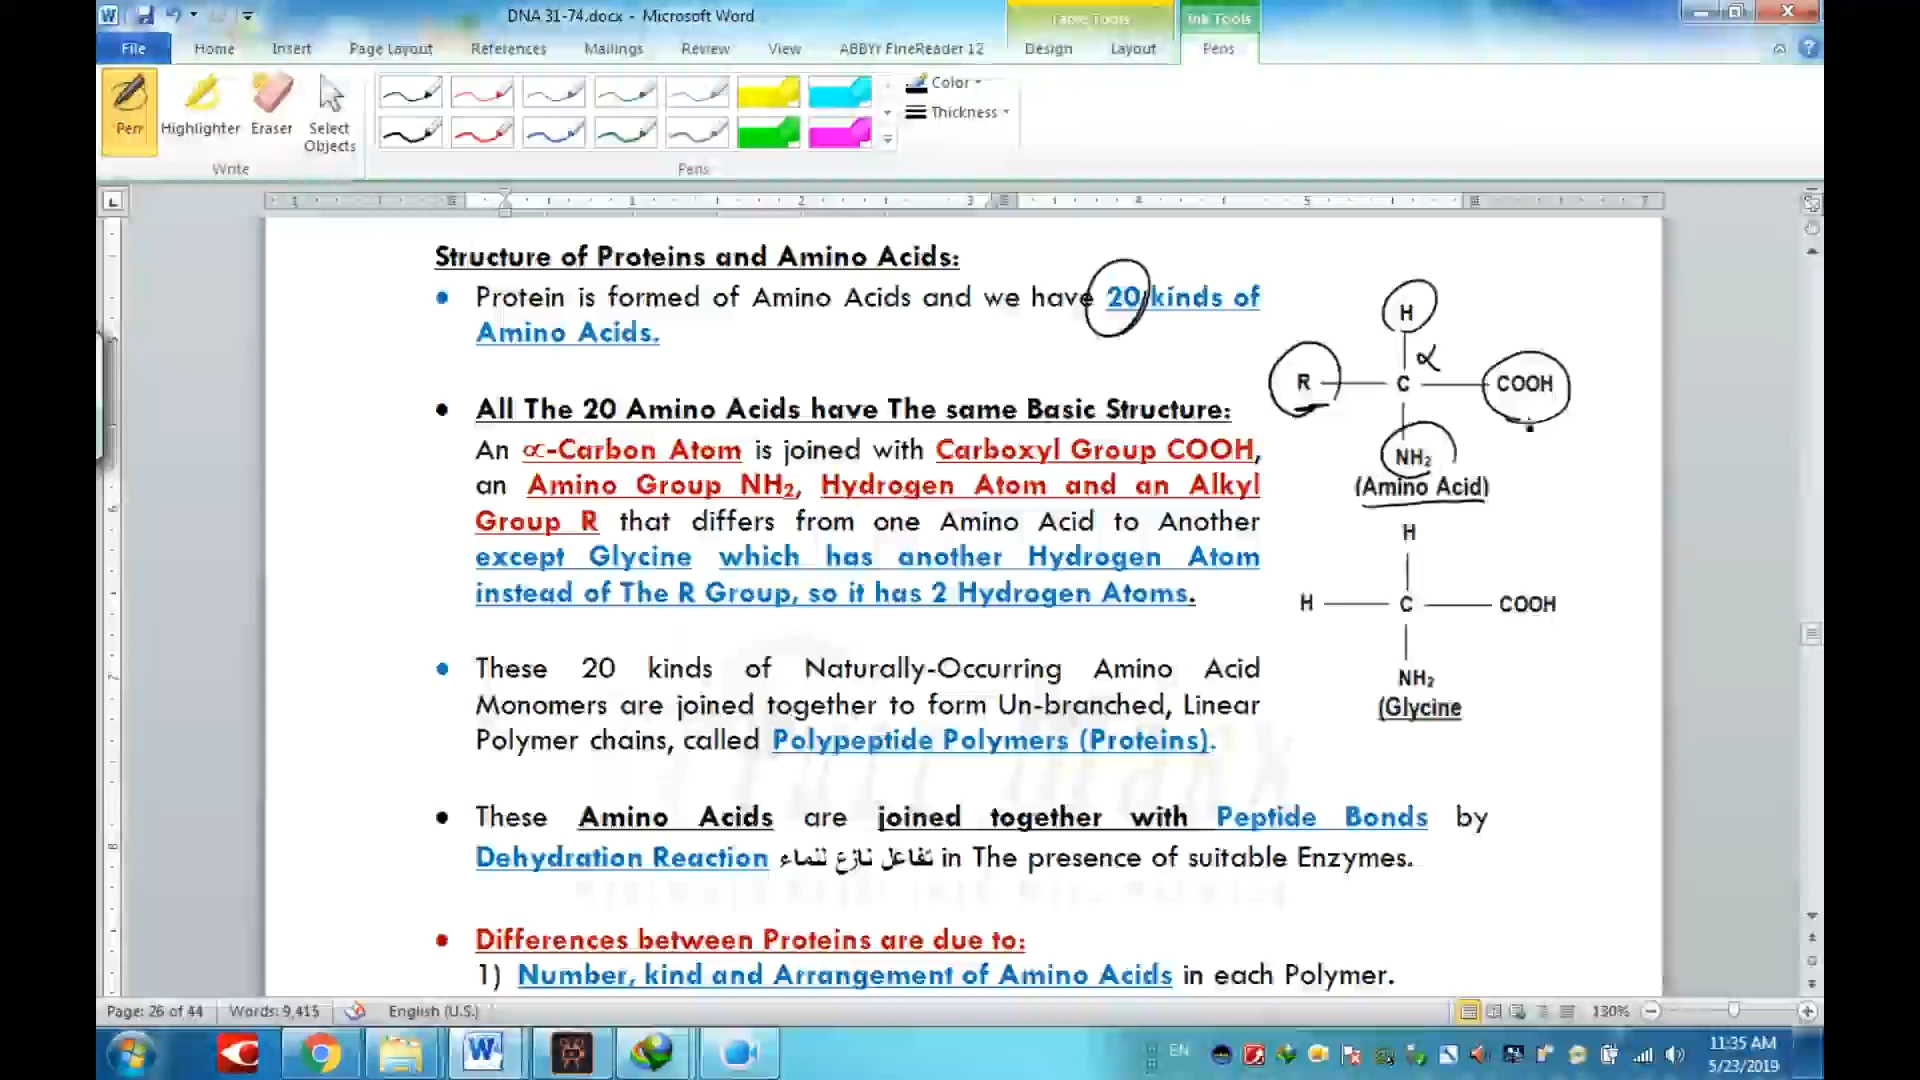 DNA 31-74.docx - Microsoft Word
Table Tools
Ink Tools
File
Home
Insert
Page Layout
References
Mailings
Review
View
ABBYY FineReader 12
Design
Layout
Pens
Pen
Highlighter
Eraser
Select Objects
Color
Thickness
Write
Pens
Structure of Proteins and Amino Acids:
• Protein is formed of Amino Acids and we have 20 kinds of
Amino Acids.
• All The 20 Amino Acids have The same Basic Structure:
An ∝-Carbon Atom is joined with Carboxyl Group COOH,
an Amino Group NH₂, Hydrogen Atom and an Alkyl
Group R that differs from one Amino Acid to Another
except Glycine which has another Hydrogen Atom
instead of The R Group, so it has 2 Hydrogen Atoms.
• These 20 kinds of Naturally-Occurring Amino Acid
Monomers are joined together to form Un-branched, Linear
Polymer chains, called Polypeptide Polymers (Proteins).
• These Amino Acids are joined together with Peptide Bonds by
Dehydration Reaction تفاعل نازع للماء in The presence of suitable Enzymes.
• Differences between Proteins are due to:
1) Number, kind and Arrangement of Amino Acids in each Polymer.
H
α
R C COOH
NH₂
(Amino Acid)
H
H C COOH
NH₂
(Glycine
Page: 26 of 44
Words: 9,415
English (U.S.)
130%
EN
11:35 AM
5/23/2019